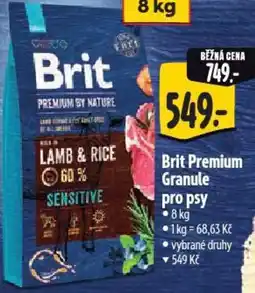 8 kg
FREE
Brit
PREMIUM BY NATURE
LAMB & RICE
60 %
SENSITIVE
BĚŽNÁ CENA
749.-
549.-
Brit Premium
Granule
pro psy
• 8 kg
• 1 kg = 68,63 Kč
• vybrané druhy
▼ 549 Kč